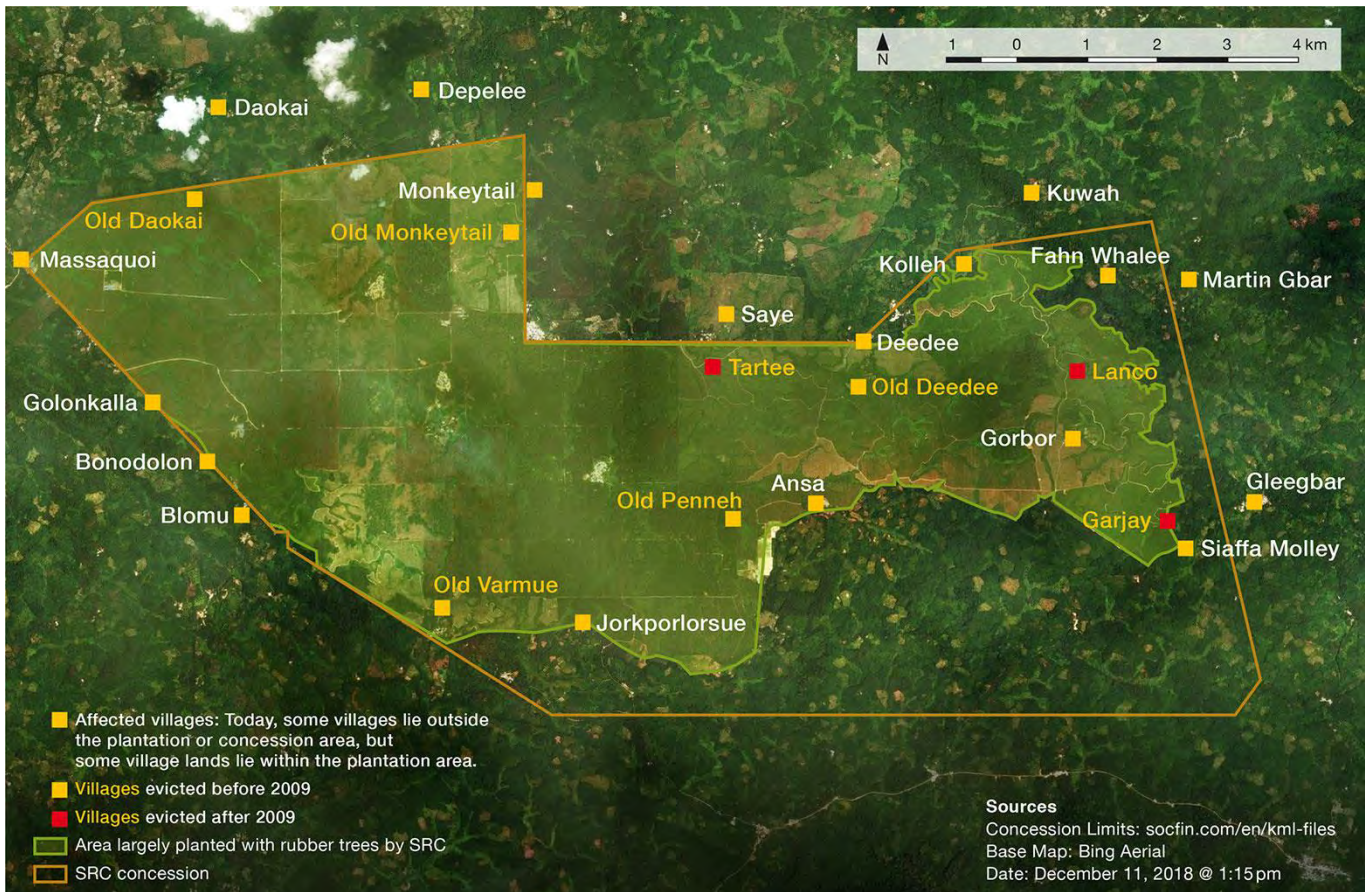 1 0 1 2 3 4 km
N
Depelee
Daokai
Monkeytail
Kuwah
Old Daokai
Old Monkeytail
Massaquoi
Kolleh
Fahn Whalee
Martin Gbar
Saye
Deedee
Tartee
Lanco
Old Deedee
Golonkalla
Gorbor
Bonodolon
Ansa
Gleegbar
Old Penneh
Blomu
Garjay
Siaffa Molley
Old Varmue
Jorkporlorsue
Affected villages: Today, some villages lie outside
the plantation or concession area, but
some village lands lie within the plantation area.
Villages evicted before 2009
Villages evicted after 2009
Area largely planted with rubber trees by SRC
SRC concession
Sources
Concession Limits: socfin.com/en/kml-files
Base Map: Bing Aerial
Date: December 11, 2018 @ 1:15 pm